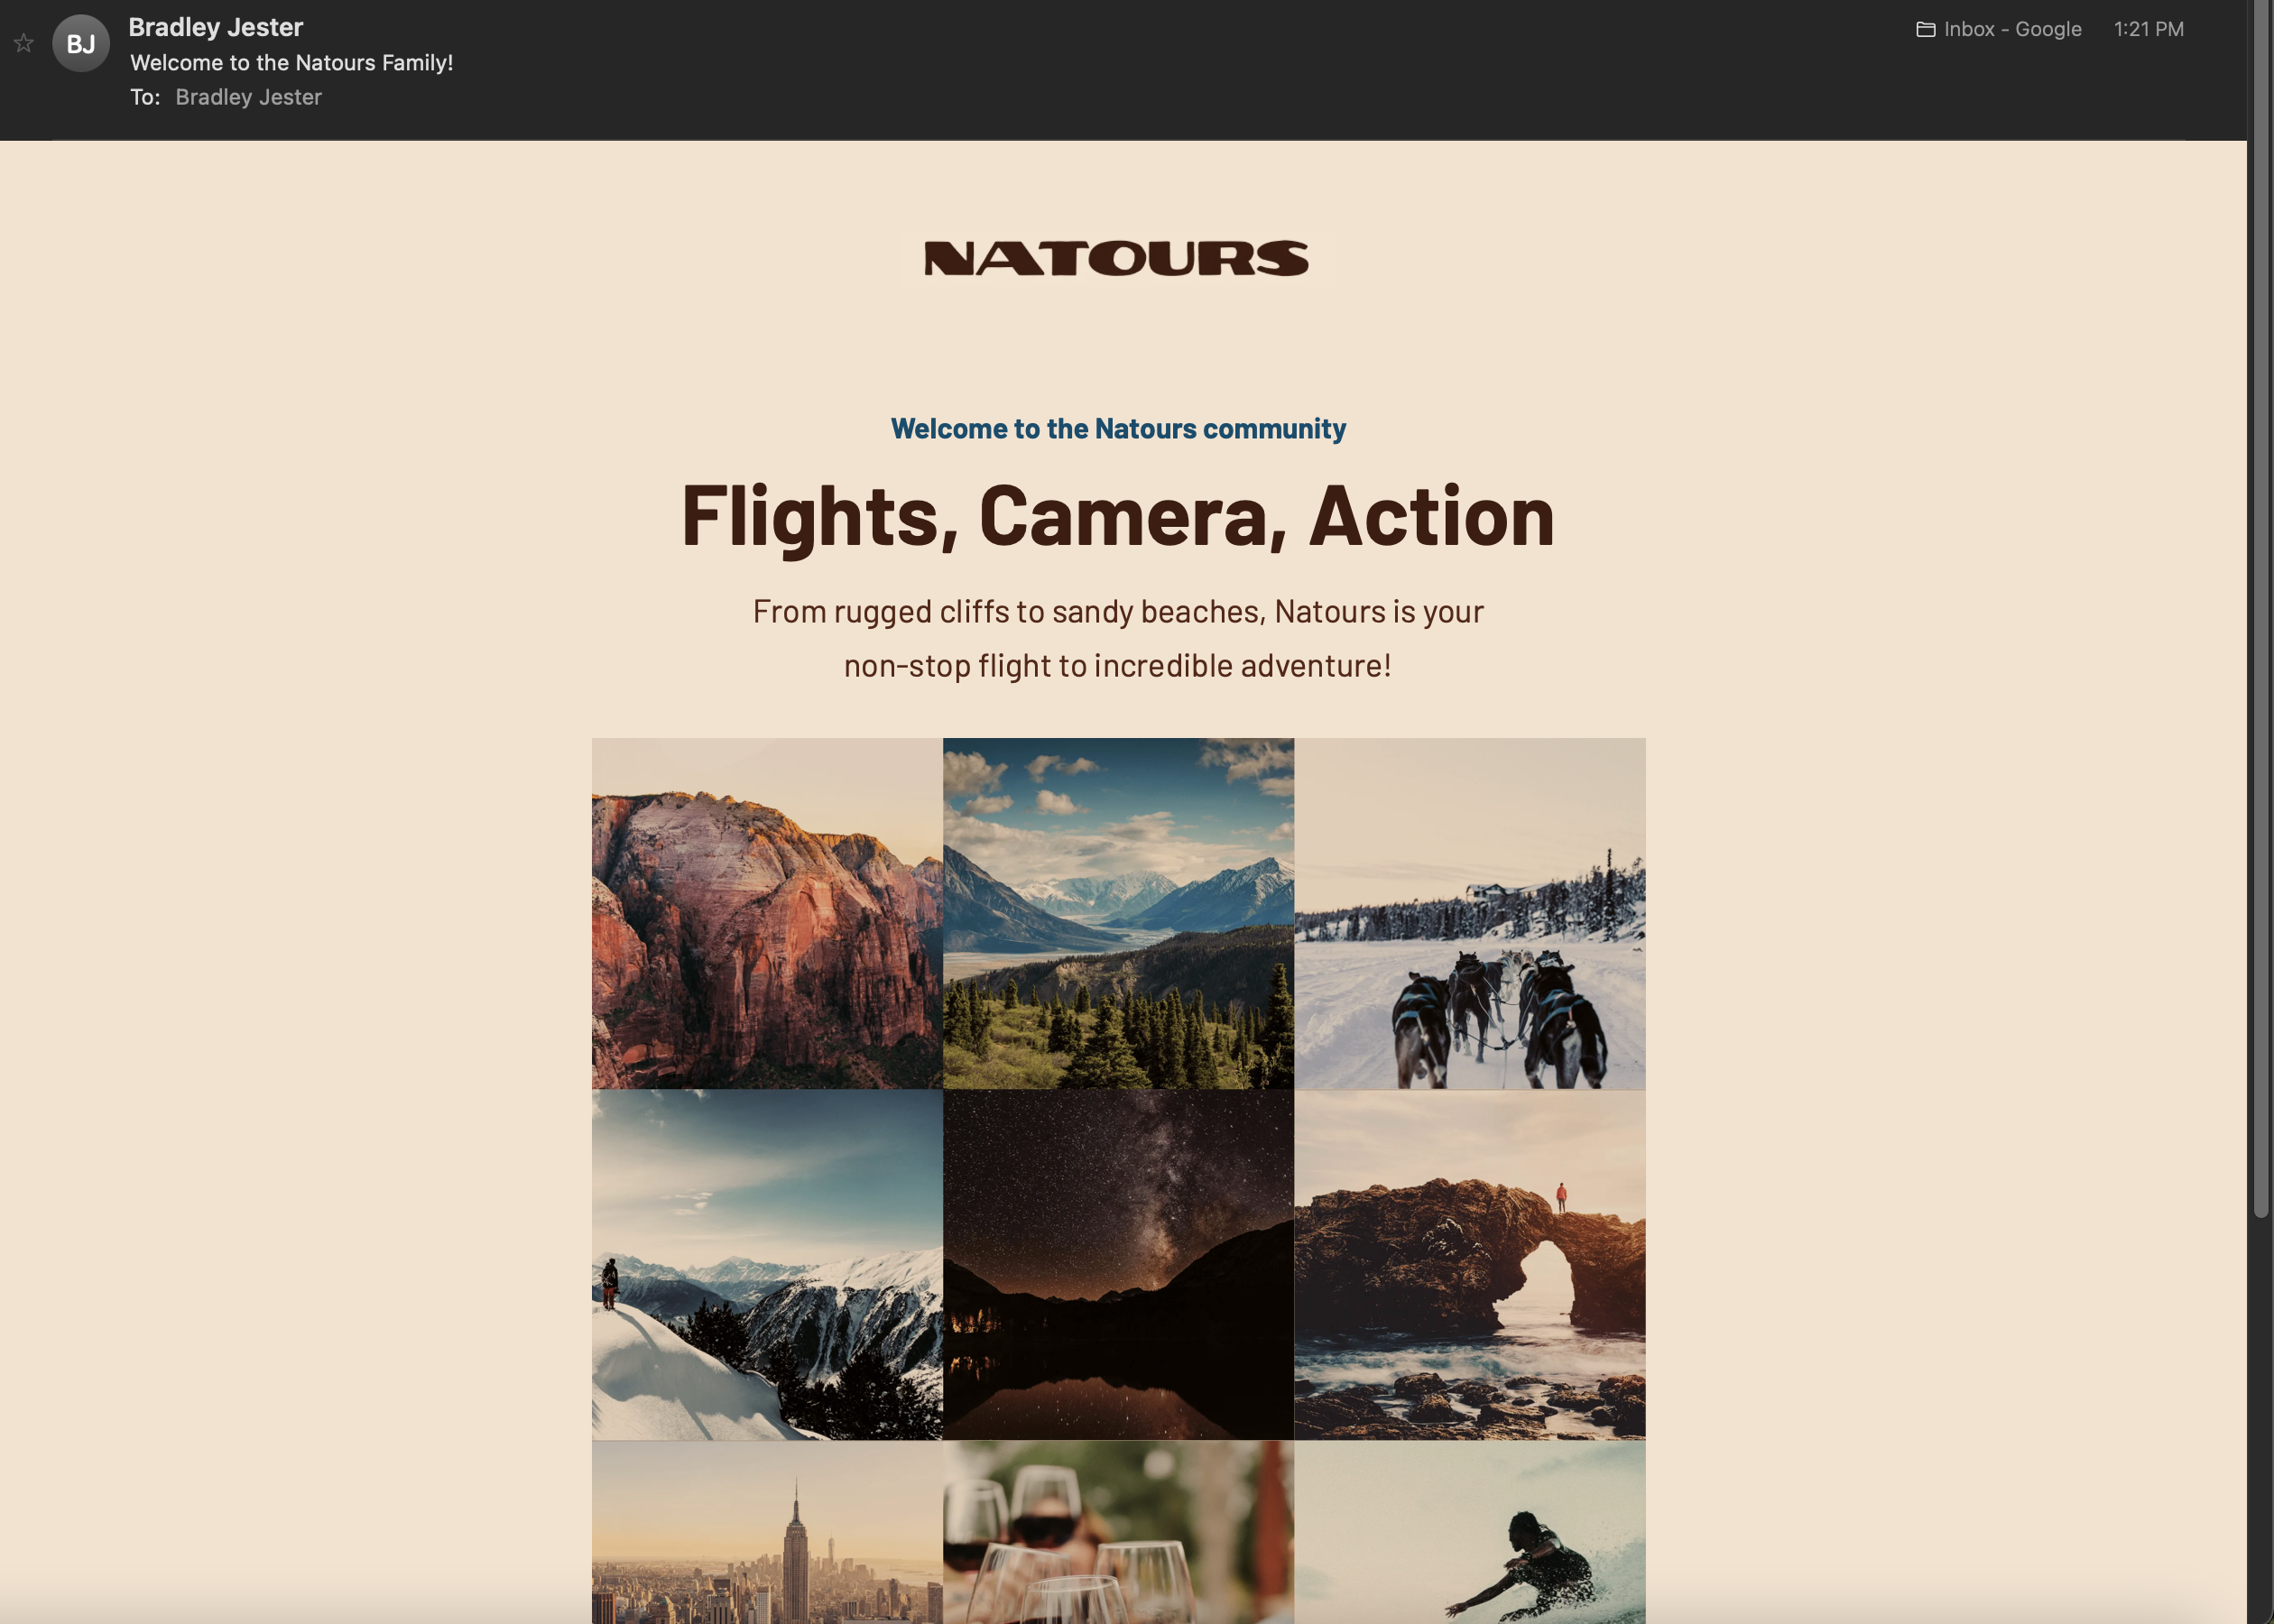 BJ
Bradley Jester
Inbox - Google 1:21 PM
Welcome to the Natours Family!
To: Bradley Jester
NATOURS
Welcome to the Natours community
Flights, Camera, Action
From rugged cliffs to sandy beaches, Natours is your
non-stop flight to incredible adventure!